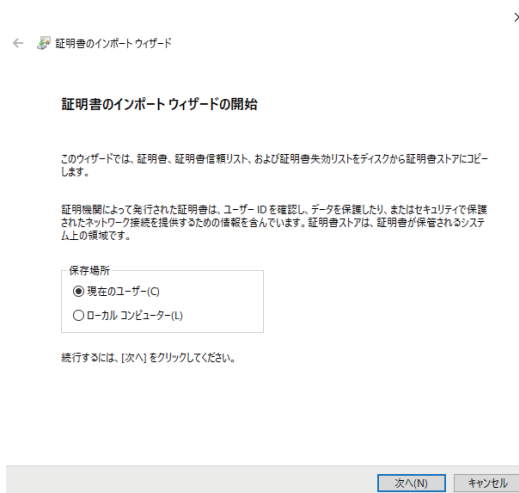 証明書のインポート ウィザード
証明書のインポート ウィザードの開始
このウィザードでは、証明書、証明書信頼リスト、および証明書失効リストをディスクから証明書ストアにコピー
します。
証明機関によって発行された証明書は、ユーザー ID を確認し、データを保護したり、またはセキュリティで保護
されたネットワーク接続を提供するための情報を含んでいます。証明書ストアは、証明書が保管されるシステ
ム上の領域です。
保存場所
現在のユーザー(C)
ローカル コンピューター(L)
続行するには、[次へ] をクリックしてください。
次へ(N)
キャンセル